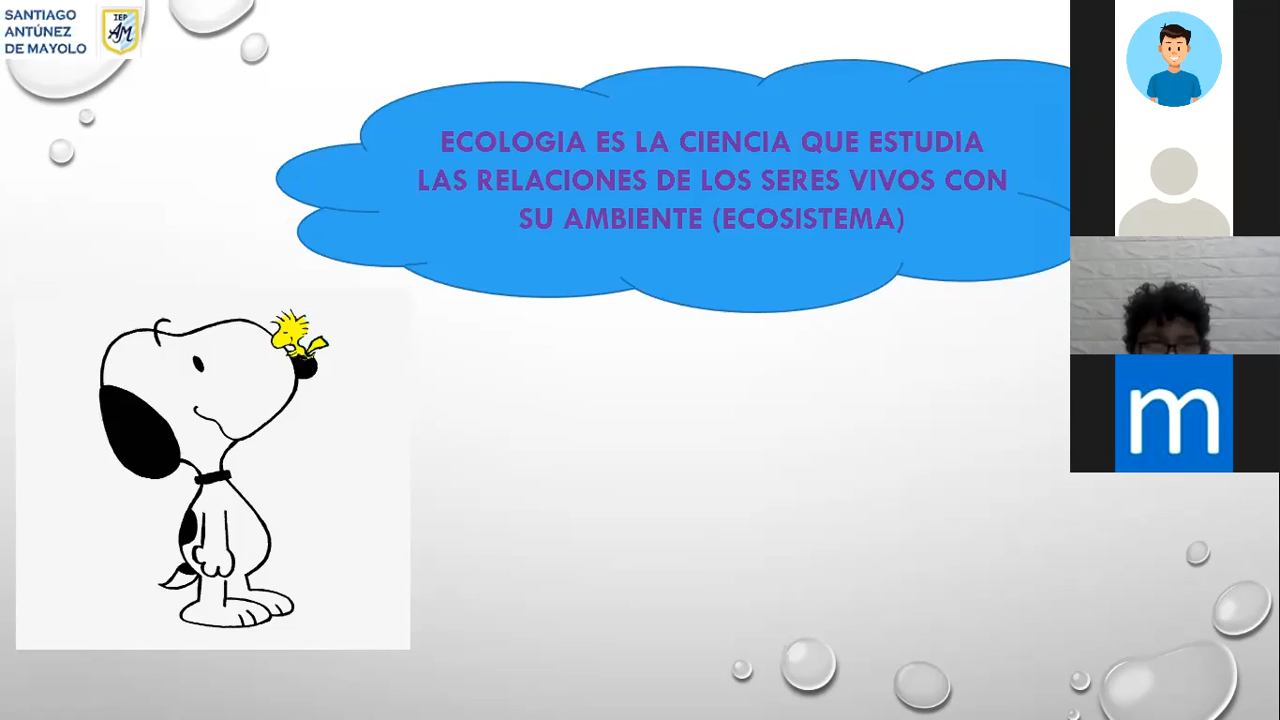 SANTIAGO
ANTÚNEZ
DE MAYOLO
IEP
AM
ECOLOGIA ES LA CIENCIA QUE ESTUDIA
LAS RELACIONES DE LOS SERES VIVOS CON
SU AMBIENTE (ECOSISTEMA)
m